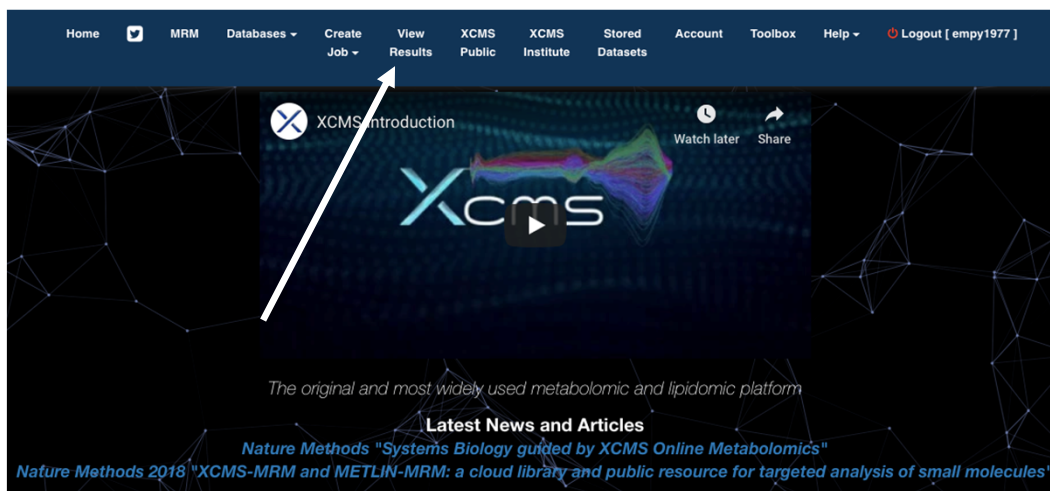 Home MRM Databases Create Job View Results XCMS Public XCMS Institute Stored Datasets Account Toolbox Help Logout [ empy1977 ]
XCMS Introduction
Watch later Share
Xcms
The original and most widely used metabolomic and lipidomic platform
Latest News and Articles
Nature Methods "Systems Biology guided by XCMS Online Metabolomics"
Nature Methods 2018 "XCMS-MRM and METLIN-MRM: a cloud library and public resource for targeted analysis of small molecules"